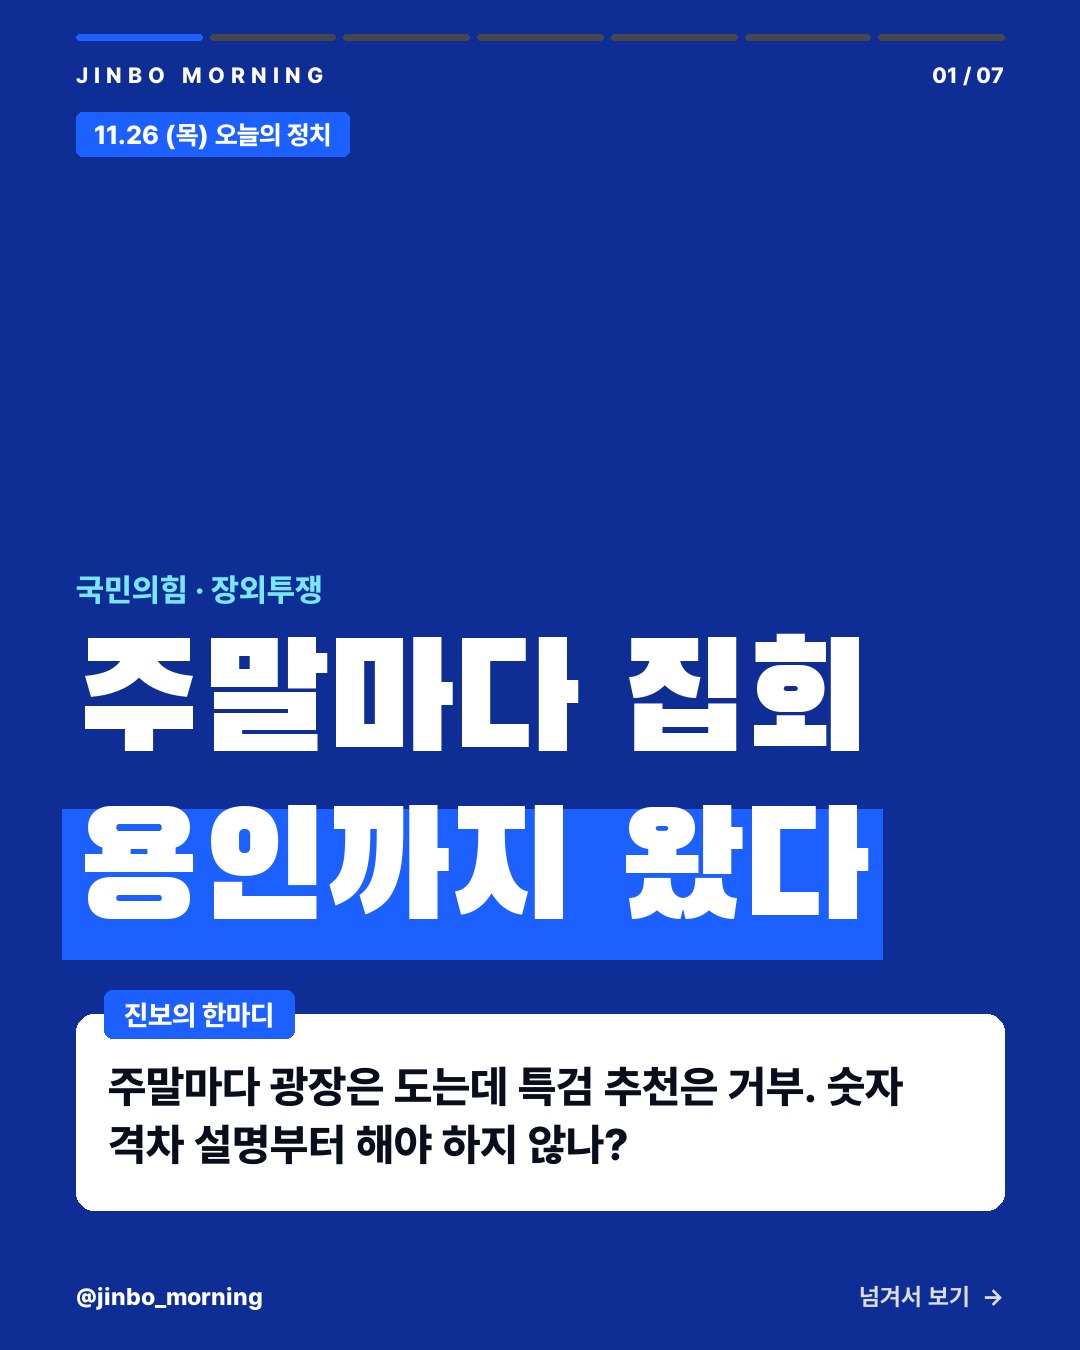 JINBO MORNING
01 / 07
11.26 (목) 오늘의 정치
국민의힘 · 장외투쟁
주말마다 집회
용인까지 왔다
진보의 한마디
주말마다 광장은 도는데 특검 추천은 거부. 숫자
격차 설명부터 해야 하지 않나?
@jinbo_morning
넘겨서 보기 →